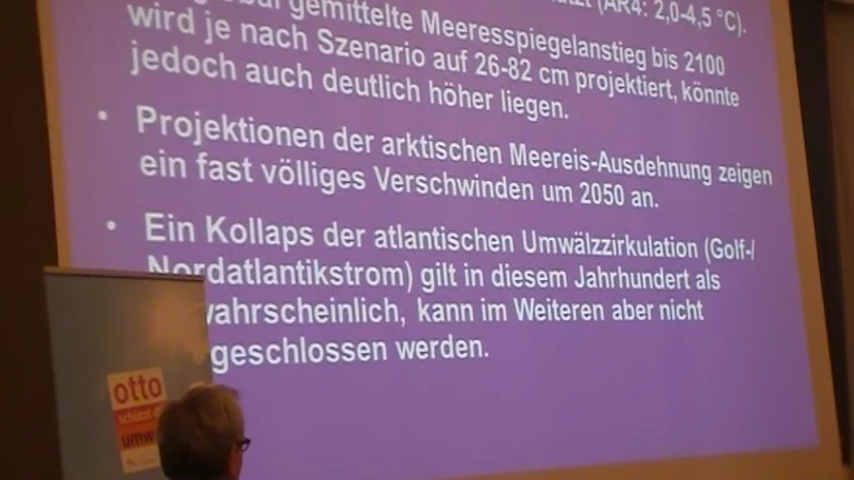 (AR4: 2,0-4,5 °C).
gemittelte Meeresspiegelanstieg bis 2100
wird je nach Szenario auf 26-82 cm projektiert, könnte
jedoch auch deutlich höher liegen.
• Projektionen der arktischen Meereis-Ausdehnung zeigen
ein fast völliges Verschwinden um 2050 an.
• Ein Kollaps der atlantischen Umwälzzirkulation (Golf-/
Nordatlantikstrom) gilt in diesem Jahrhundert als
wahrscheinlich, kann im Weiteren aber nicht
geschlossen werden.
otto
schützt
umw